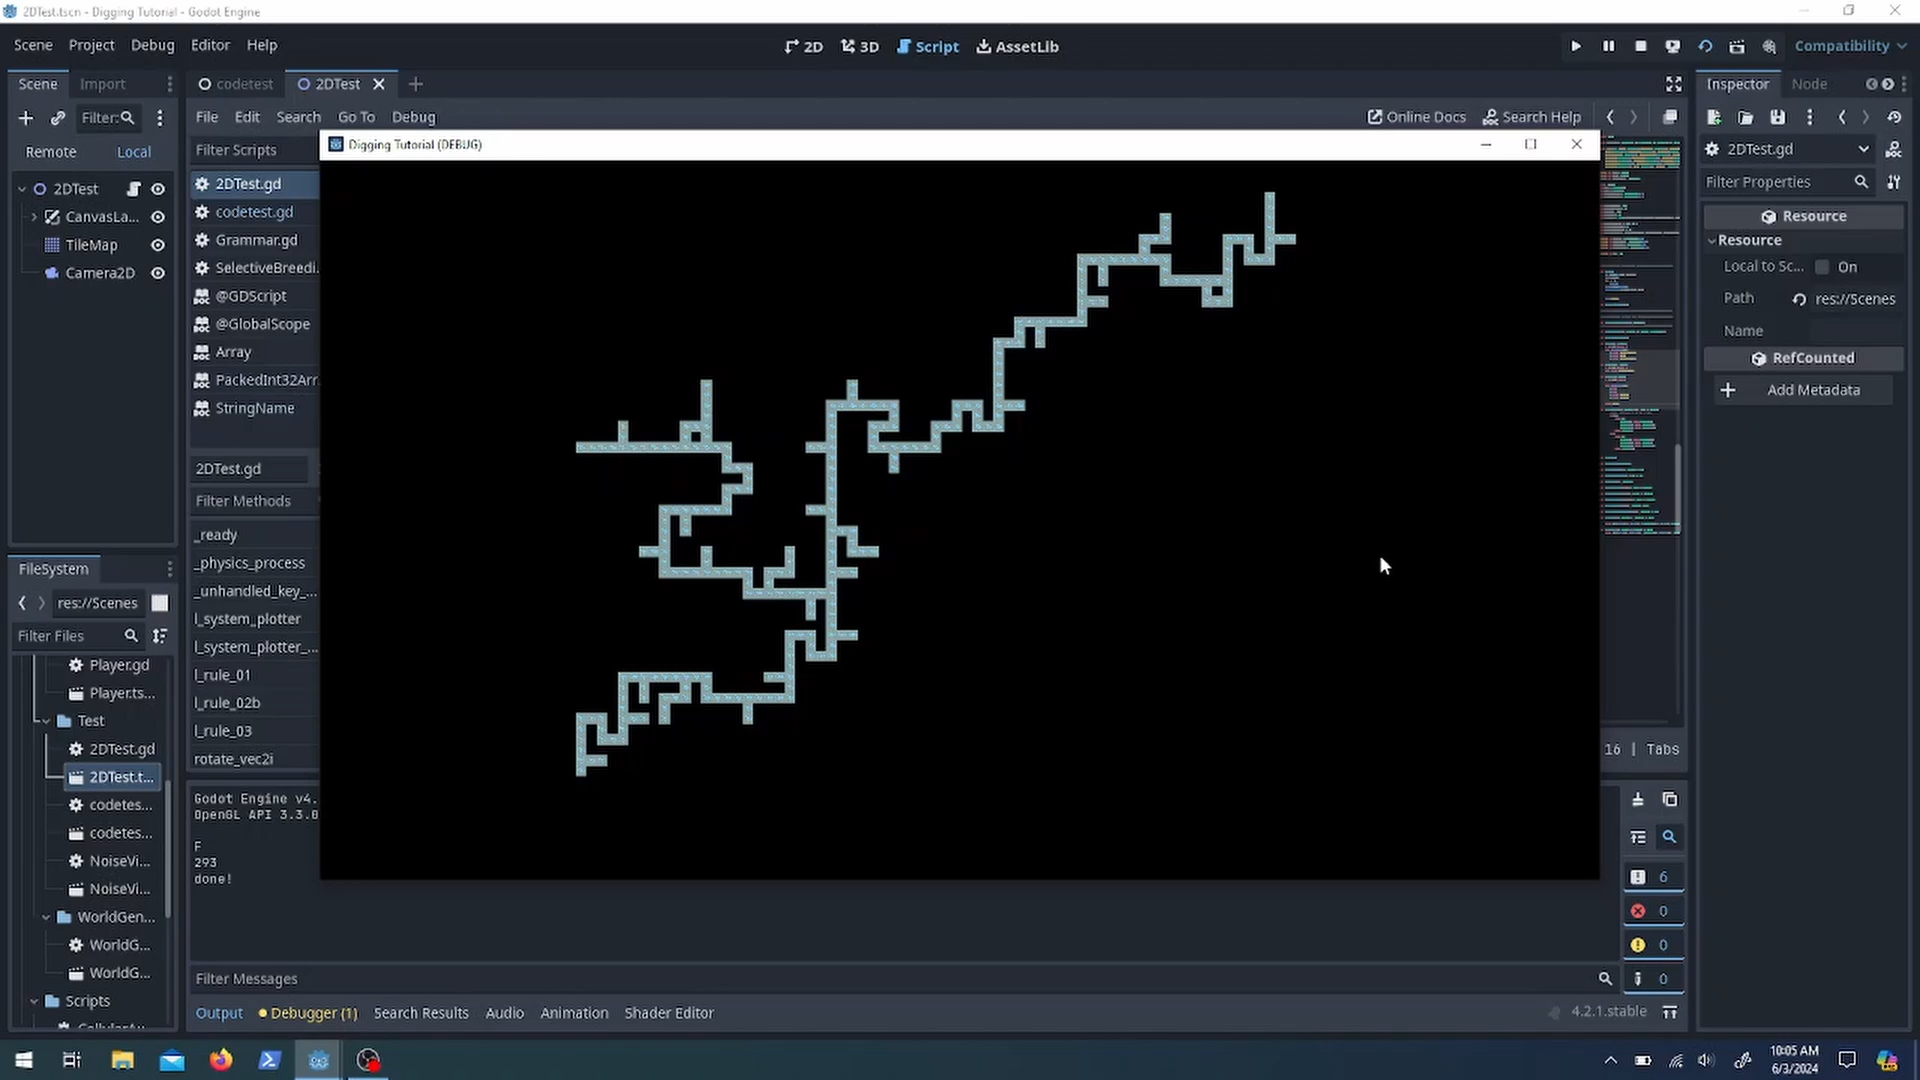 2DTest.tscn - Digging Tutorial - Godot Engine
Scene Project Debug Editor Help
2D 3D Script AssetLib
Compatibility
Scene Import
codetest 2DTest
Inspector Node
Filter:
File Edit Search Go To Debug
Online Docs Search Help
Remote Local
Filter Scripts
Digging Tutorial (DEBUG)
2DTest.gd
Filter Properties
2DTest
CanvasLa...
TileMap
Camera2D
2DTest.gd
codetest.gd
Grammar.gd
SelectiveBreedi.
@GDScript
@GlobalScope
Array
PackedInt32Arr
StringName
Resource
Resource
Local to Sc... On
Path res://Scenes
Name
RefCounted
Add Metadata
2DTest.gd
Filter Methods
_ready
_physics_process
_unhandled_key_...
l_system_plotter
l_system_plotter_...
l_rule_01
l_rule_02b
l_rule_03
rotate_vec2i
16 | Tabs
FileSystem
res://Scenes
Filter Files
Player.gd
Player.ts...
Test
2DTest.gd
2DTest.t...
codetes...
codetes...
NoiseVi...
NoiseVi...
WorldGen...
WorldG...
WorldG...
Scripts
Godot Engine v4.
OpenGL API 3.3.0
F
293
done!
6
0
0
0
Filter Messages
Output Debugger (1) Search Results Audio Animation Shader Editor
4.2.1.stable
10:05 AM
6/3/2024